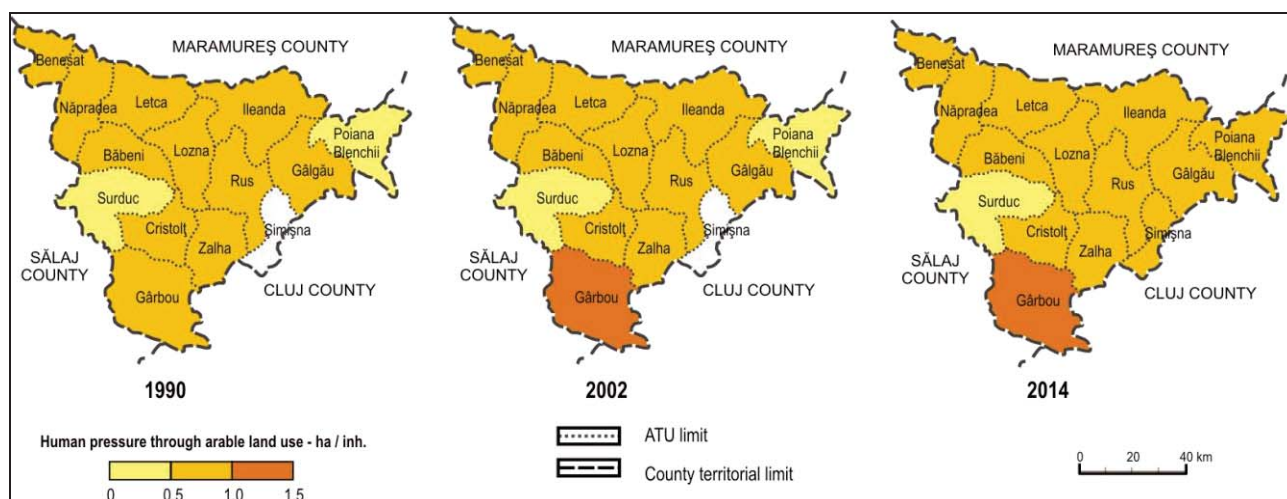 MARAMUREŞ COUNTY
Benesat
Năpradea
Letca
Ileanda
Poiana
Blenchii
Băbeni
Lozna
Rus
Gâlgău
Surduc
Cristolţ
Zalha
Şimişna
SĂLAJ
COUNTY
Gârbou
CLUJ COUNTY
1990
MARAMUREŞ COUNTY
Benesat
Năpradea
Letca
Ileanda
Poiana
Blenchii
Băbeni
Lozna
Rus
Gâlgău
Surduc
Cristolţ
Zalha
Şimişna
SĂLAJ
COUNTY
Gârbou
CLUJ COUNTY
2002
MARAMUREŞ COUNTY
Benesat
Năpradea
Letca
Ileanda
Poiana
Blenchii
Băbeni
Lozna
Rus
Gâlgău
Surduc
Cristolţ
Zalha
Şimişna
SĂLAJ
COUNTY
Gârbou
CLUJ COUNTY
2014
Human pressure through arable land use - ha / inh.
0 0.5 1.0 1.5
ATU limit
County territorial limit
0 20 40 km